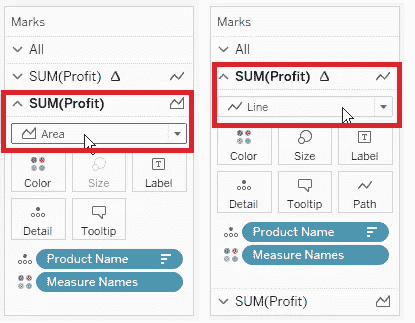 Marks
All
SUM(Profit) Δ
SUM(Profit)
Area
Color
Size
Label
Detail
Tooltip
Product Name
Measure Names
Marks
All
SUM(Profit) Δ
Line
Color
Size
Label
Detail
Tooltip
Path
Product Name
Measure Names
SUM(Profit)